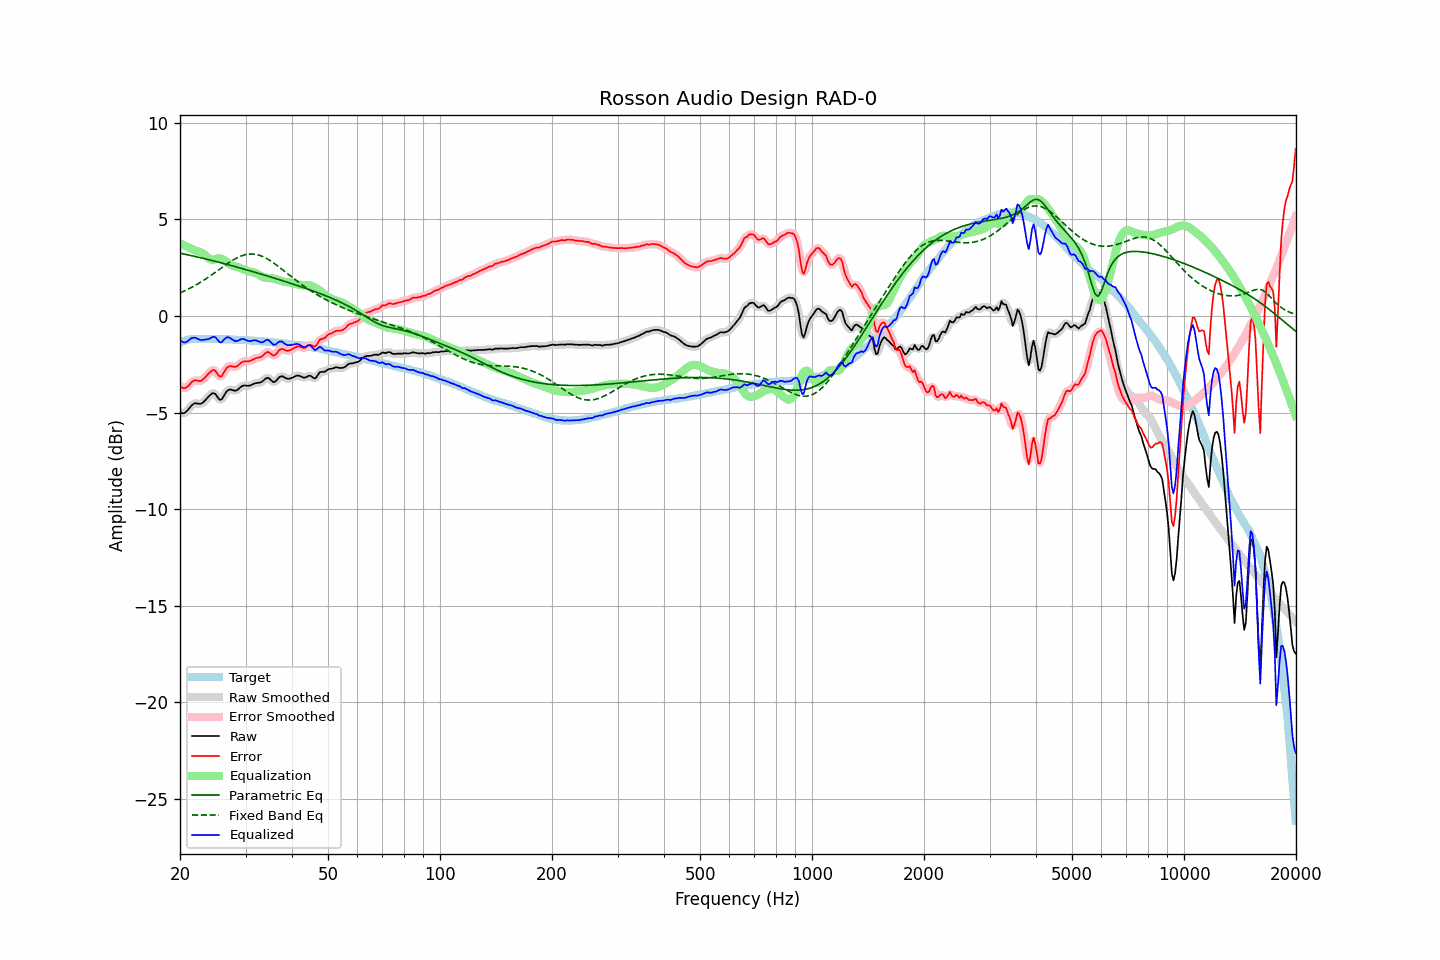 Rosson Audio Design RAD-0
10
5
0
−5
−10
−15
−20
−25
Amplitude (dBr)
Target
Raw Smoothed
Error Smoothed
Raw
Error
Equalization
Parametric Eq
Fixed Band Eq
Equalized
20 50 100 200 500 1000 2000 5000 10000 20000
Frequency (Hz)